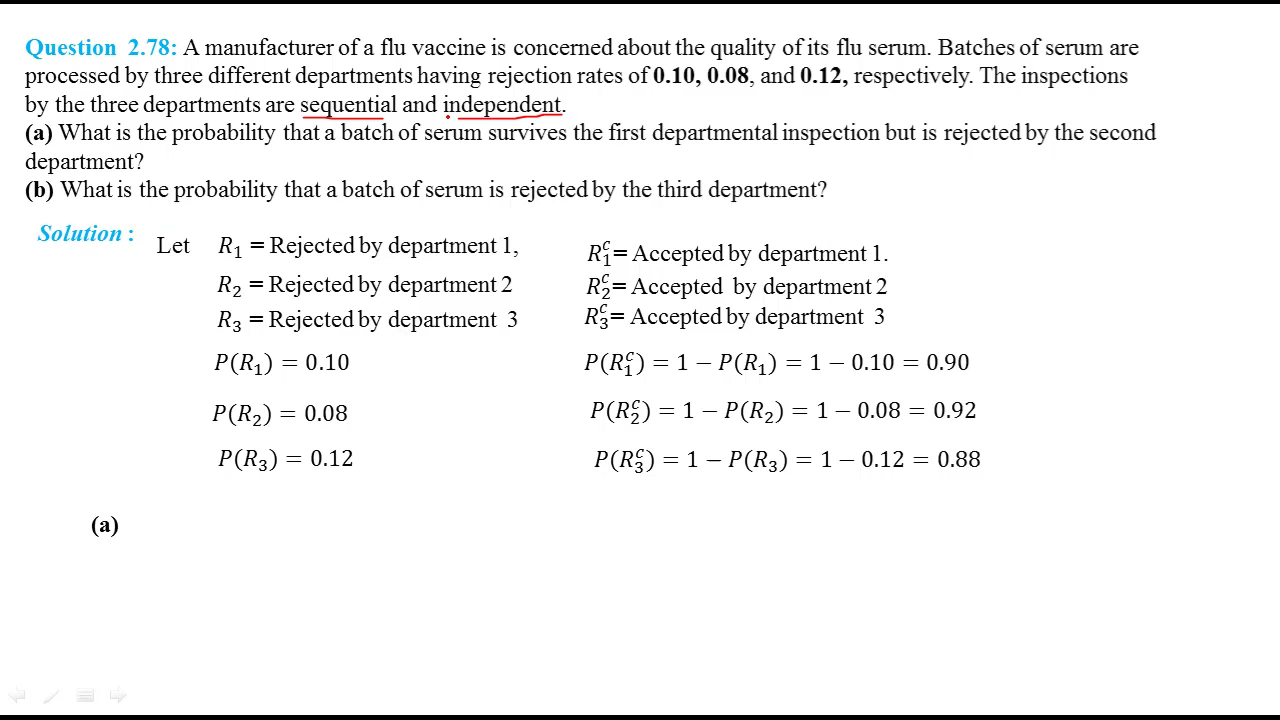 Question 2.78: A manufacturer of a flu vaccine is concerned about the quality of its flu serum. Batches of serum are
processed by three different departments having rejection rates of 0.10, 0.08, and 0.12, respectively. The inspections
by the three departments are sequential and independent.
(a) What is the probability that a batch of serum survives the first departmental inspection but is rejected by the second
department?
(b) What is the probability that a batch of serum is rejected by the third department?
Solution :
Let R₁ = Rejected by department 1, R₁ᶜ= Accepted by department 1.
R₂ = Rejected by department 2 R₂ᶜ= Accepted by department 2
R₃ = Rejected by department 3 R₃ᶜ= Accepted by department 3
P(R₁) = 0.10 P(R₁ᶜ) = 1 − P(R₁) = 1 − 0.10 = 0.90
P(R₂) = 0.08 P(R₂ᶜ) = 1 − P(R₂) = 1 − 0.08 = 0.92
P(R₃) = 0.12 P(R₃ᶜ) = 1 − P(R₃) = 1 − 0.12 = 0.88
(a)